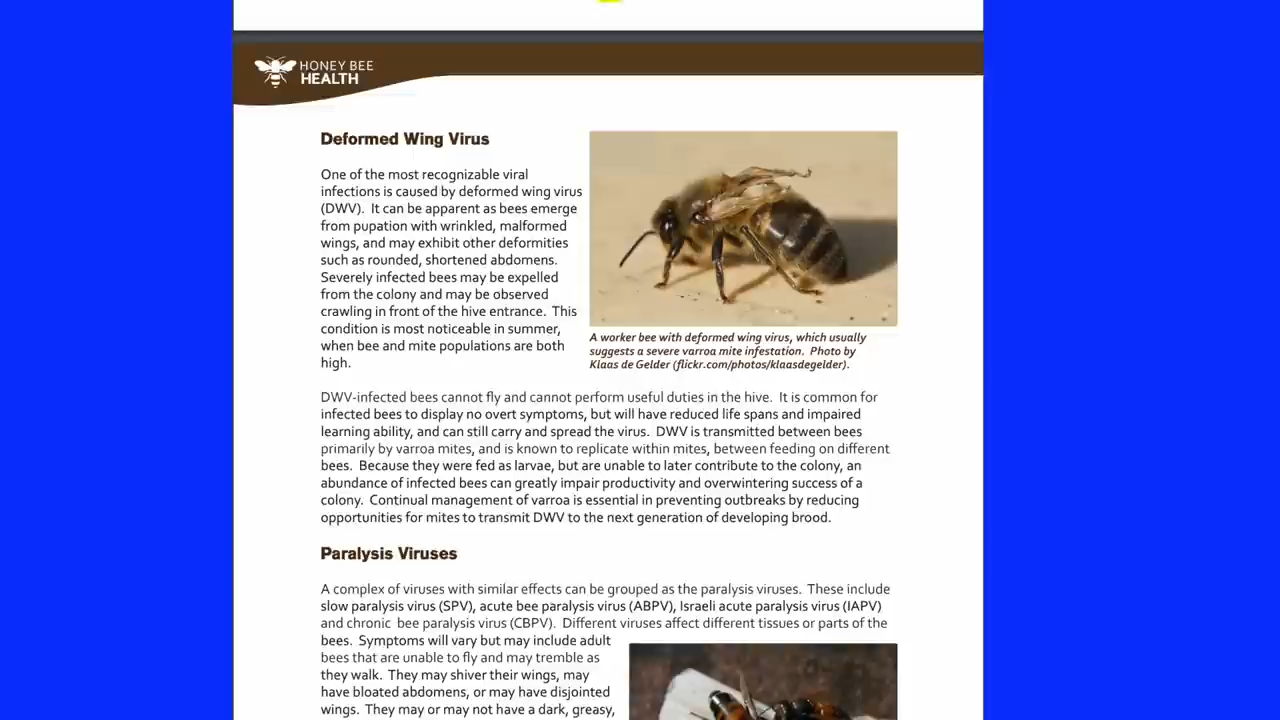 HONEY BEE
HEALTH
Deformed Wing Virus
One of the most recognizable viral
infections is caused by deformed wing virus
(DWV).  It can be apparent as bees emerge
from pupation with wrinkled, malformed
wings, and may exhibit other deformities
such as rounded, shortened abdomens.
Severely infected bees may be expelled
from the colony and may be observed
crawling in front of the hive entrance.  This
condition is most noticeable in summer,
when bee and mite populations are both
high.
A worker bee with deformed wing virus, which usually
suggests a severe varroa mite infestation.  Photo by
Klaas de Gelder (flickr.com/photos/klaasdegelder).
DWV-infected bees cannot fly and cannot perform useful duties in the hive.  It is common for
infected bees to display no overt symptoms, but will have reduced life spans and impaired
learning ability, and can still carry and spread the virus.  DWV is transmitted between bees
primarily by varroa mites, and is known to replicate within mites, between feeding on different
bees.  Because they were fed as larvae, but are unable to later contribute to the colony, an
abundance of infected bees can greatly impair productivity and overwintering success of a
colony.  Continual management of varroa is essential in preventing outbreaks by reducing
opportunities for mites to transmit DWV to the next generation of developing brood.
Paralysis Viruses
A complex of viruses with similar effects can be grouped as the paralysis viruses.  These include
slow paralysis virus (SPV), acute bee paralysis virus (ABPV), Israeli acute paralysis virus (IAPV)
and chronic  bee paralysis virus (CBPV).  Different viruses affect different tissues or parts of the
bees.  Symptoms will vary but may include adult
bees that are unable to fly and may tremble as
they walk.  They may shiver their wings, may
have bloated abdomens, or may have disjointed
wings.  They may or may not have a dark, greasy,